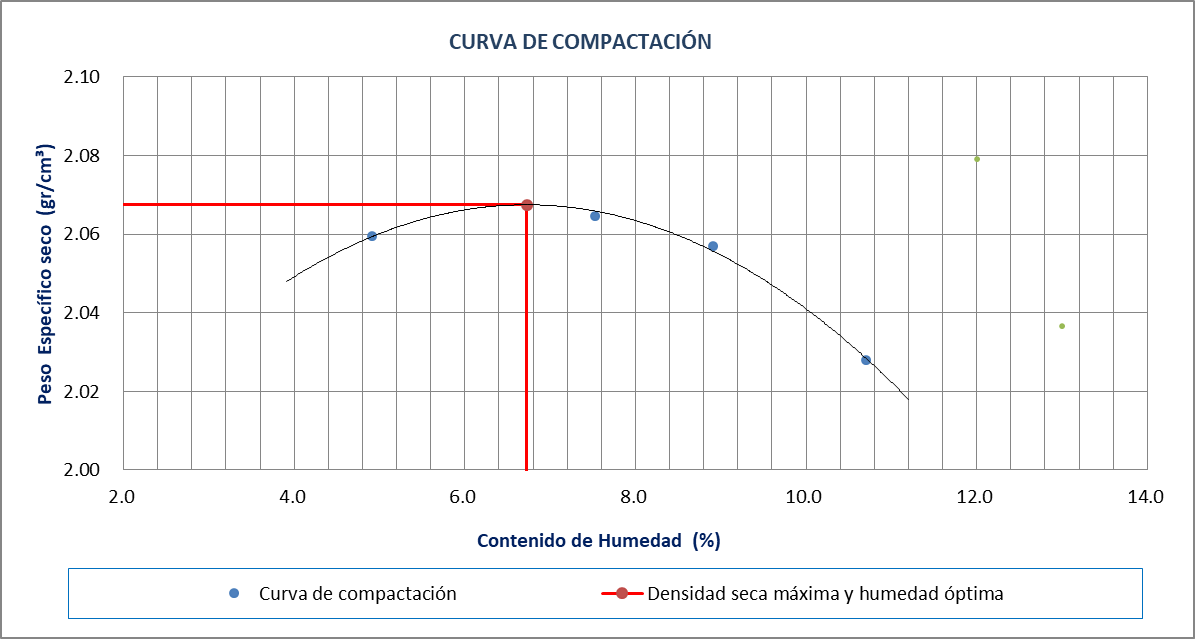 CURVA DE COMPACTACIÓN
2.10
2.08
2.06
2.04
2.02
2.00
Peso Específico seco (gr/cm³)
2.0 4.0 6.0 8.0 10.0 12.0 14.0
Contenido de Humedad (%)
Curva de compactación Densidad seca máxima y humedad óptima